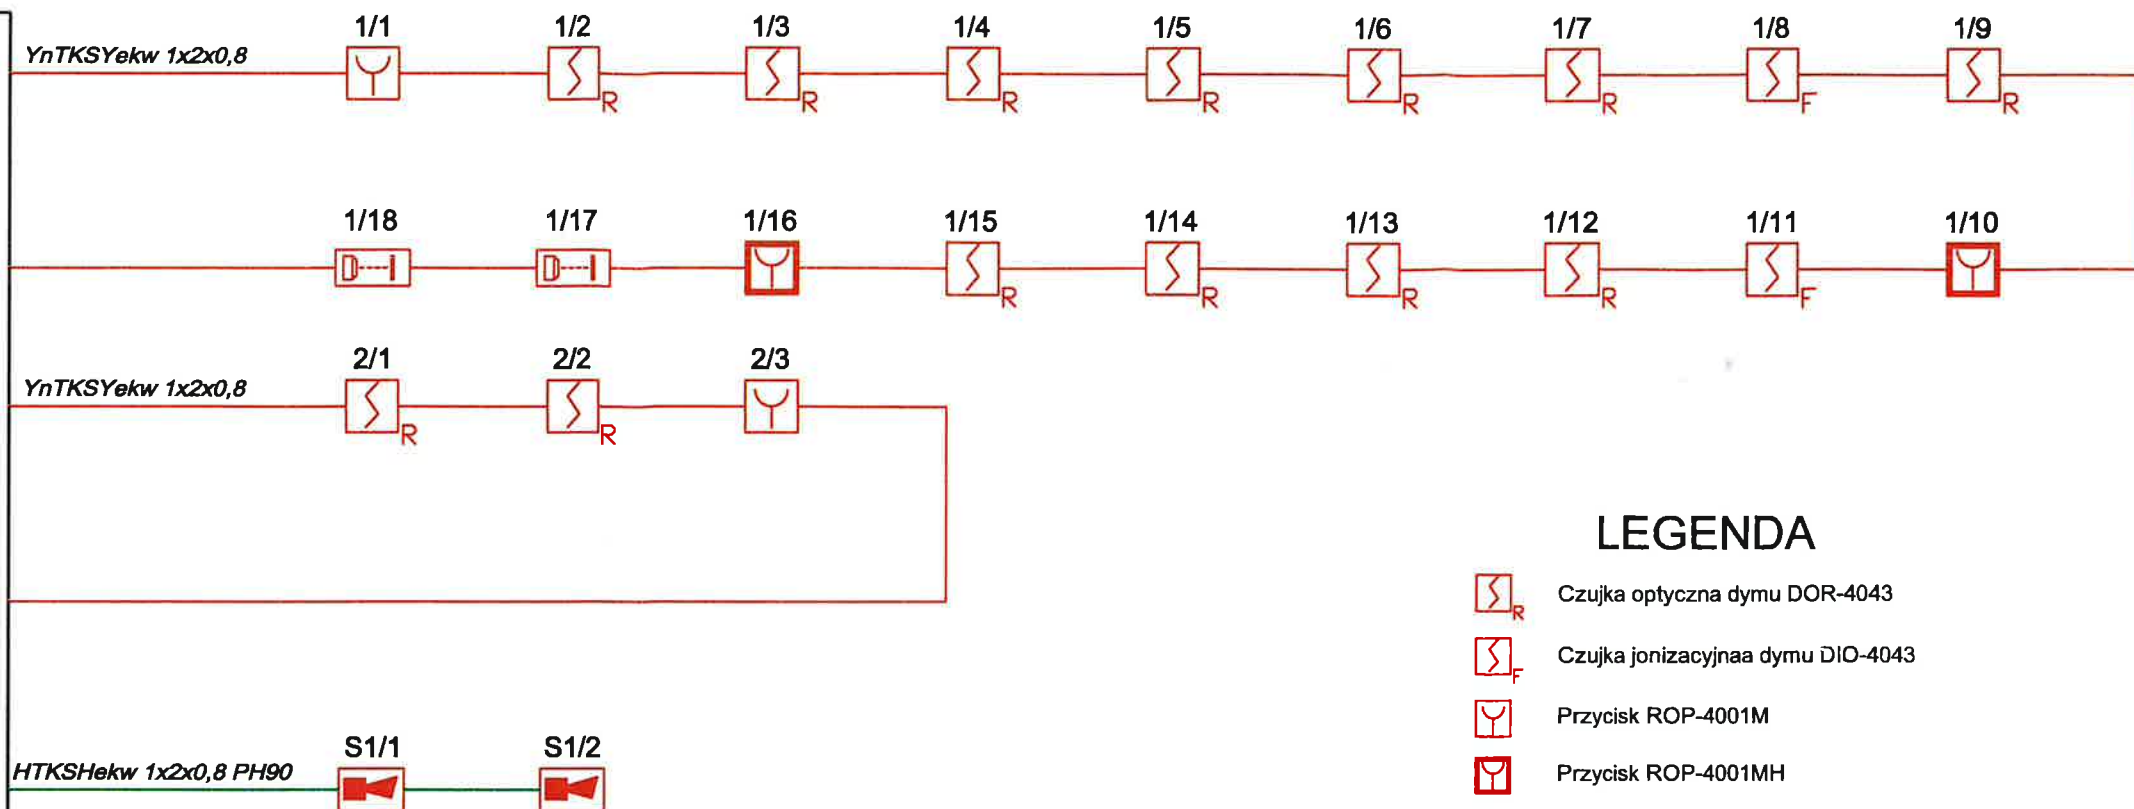 1/1 1/2 1/3 1/4 1/5 1/6 1/7 1/8 1/9
YnTKSYekw 1x2x0,8
R R R R R R F R
1/18 1/17 1/16 1/15 1/14 1/13 1/12 1/11 1/10
D I D I
R R R R F
2/1 2/2 2/3
YnTKSYekw 1x2x0,8
R R
LEGENDA
R Czujka optyczna dymu DOR-4043
F Czujka jonizacyjnaa dymu DIO-4043
Przycisk ROP-4001M
Przycisk ROP-4001MH
S1/1 S1/2
HTKSHekw 1x2x0,8 PH90